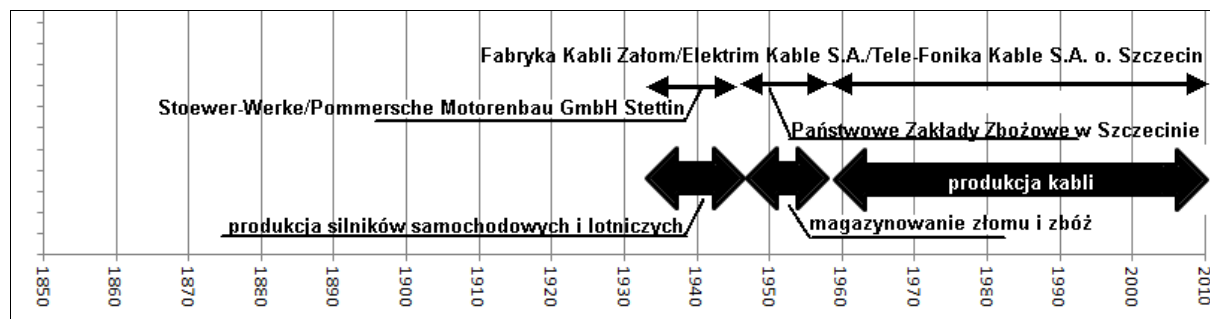 Fabryka Kabli Załom/Elektrim Kable S.A./Tele-Fonika Kable S.A. o. Szczecin
Stoewer-Werke/Pommersche Motorenbau GmbH Stettin
Państwowe Zakłady Zbożowe w Szczecinie
produkcja kabli
produkcja silników samochodowych i lotniczych
magazynowanie złomu i zbóż
1850
1860
1870
1880
1890
1900
1910
1920
1930
1940
1950
1960
1970
1980
1990
2000
2010